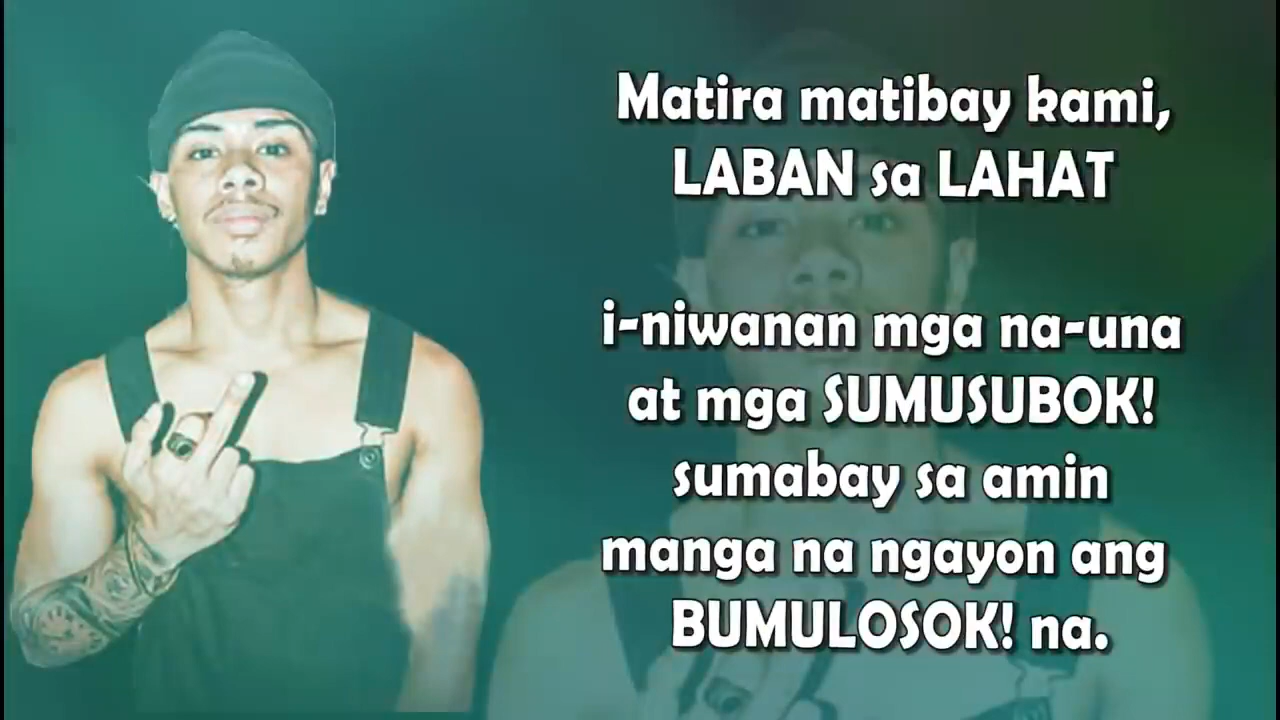 Matira matibay kami,
LABAN sa LAHAT
i-niwanan mga na-una
at mga SUMUSUBOK!
sumabay sa amin
manga na ngayon ang
BUMULOSOK! na.